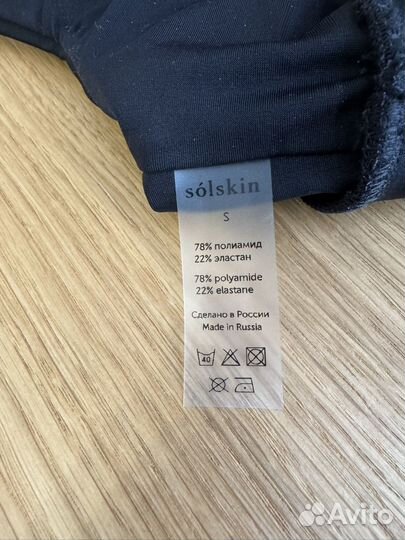 sólskin
S
78% полиамид
22% эластан
78% polyamide
22% elastane
Сделано в России
Made in Russia
40
Avito